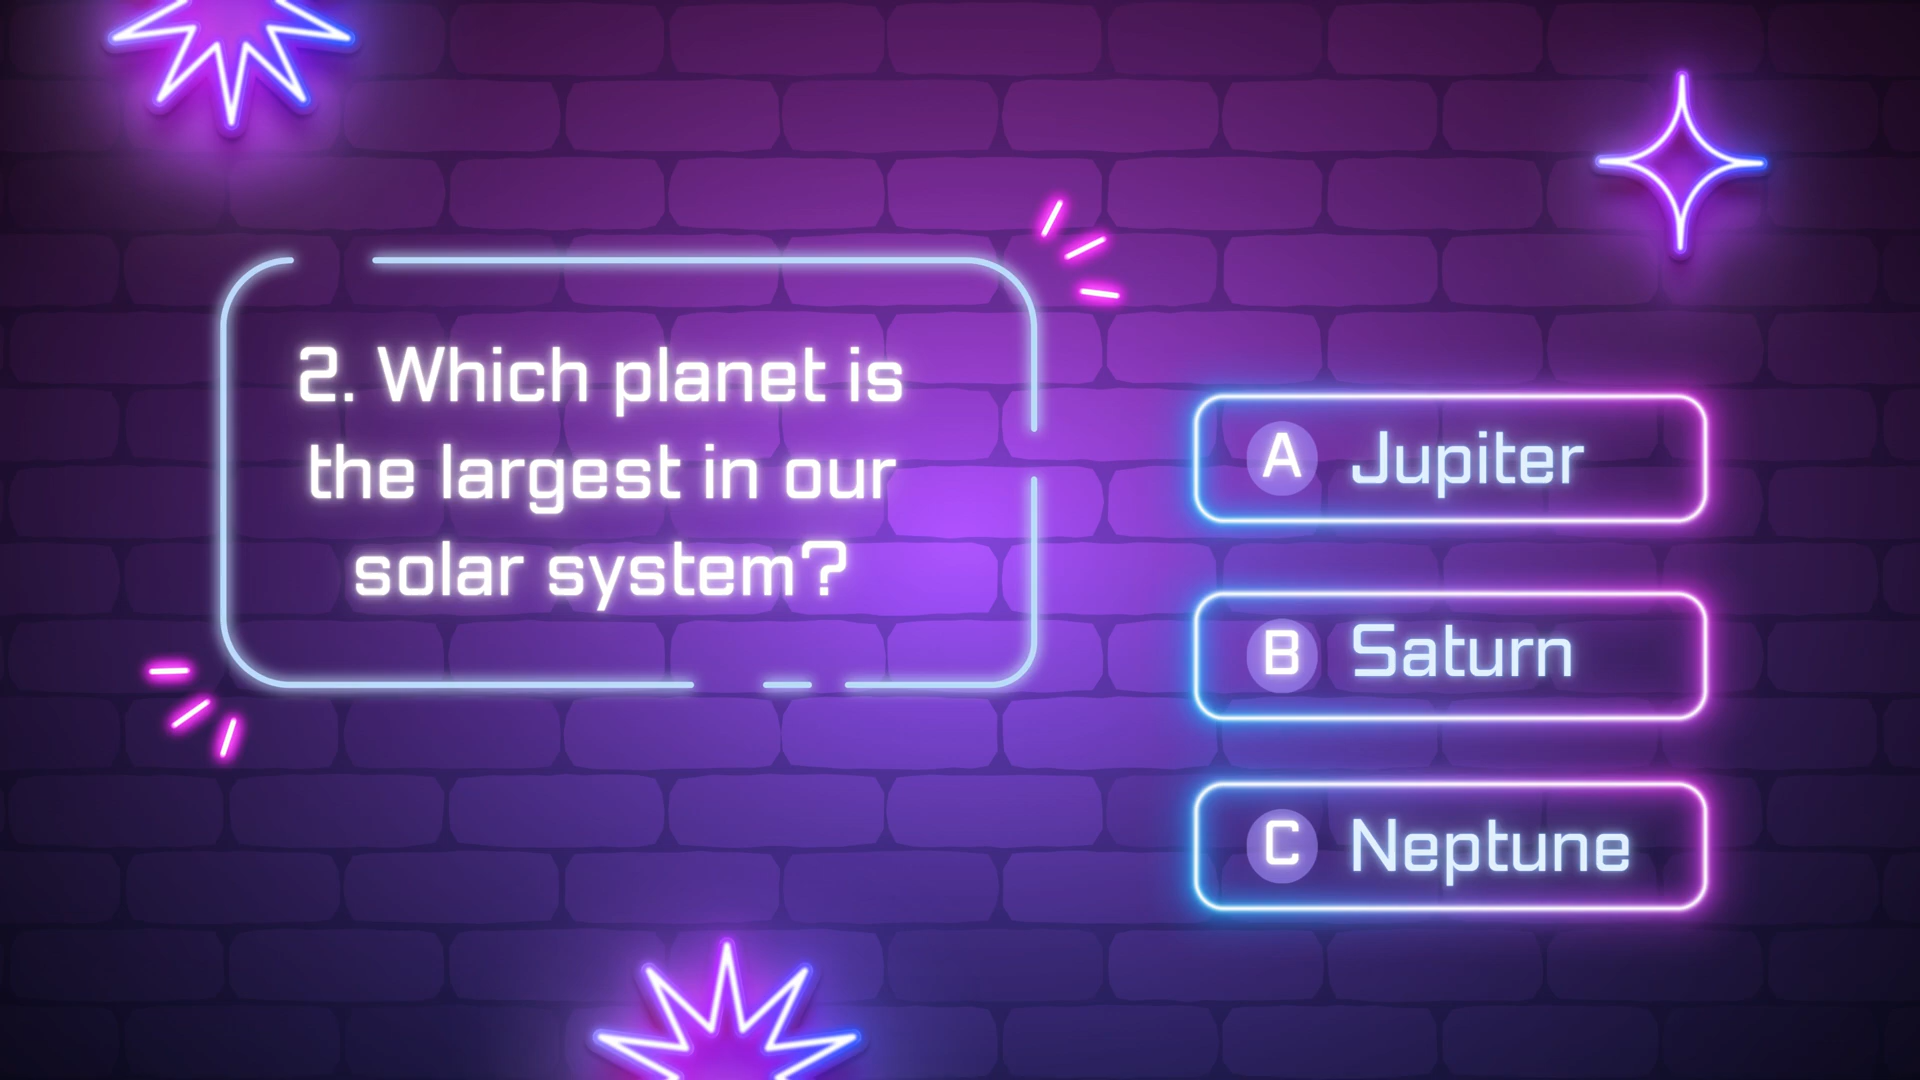 2. Which planet is
the largest in our
solar system?
A Jupiter
B Saturn
C Neptune